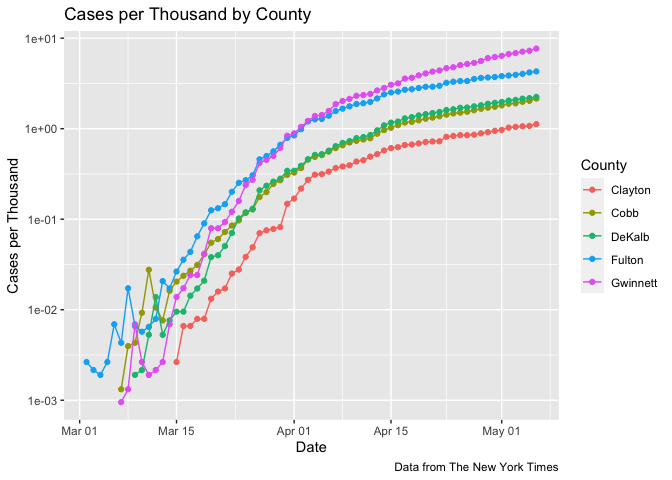 Cases per Thousand by County
1e+01
1e+00
1e-01
1e-02
1e-03
Cases per Thousand
Mar 01
Mar 15
Apr 01
Apr 15
May 01
Date
County
Clayton
Cobb
DeKalb
Fulton
Gwinnett
Data from The New York Times